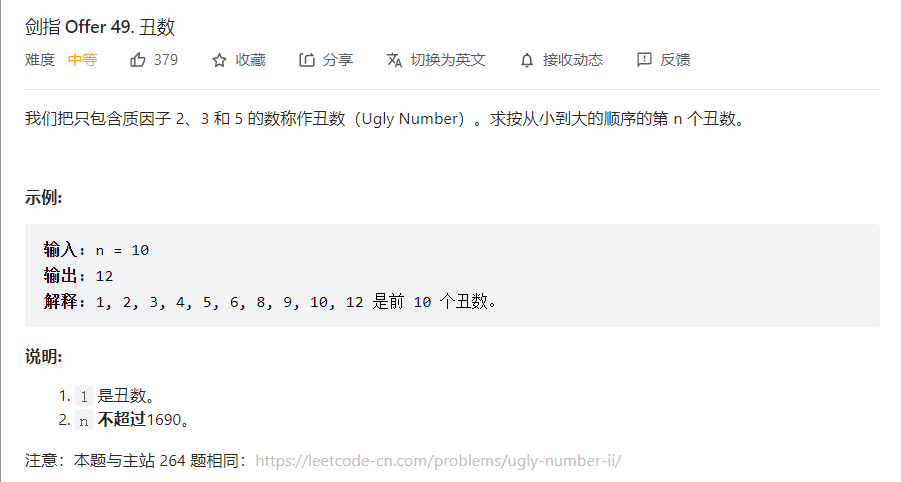 剑指 Offer 49. 丑数
难度 中等 379 收藏 分享 切换为英文 接收动态 反馈
我们把只包含质因子 2、3 和 5 的数称作丑数（Ugly Number）。求按从小到大的顺序的第 n 个丑数。
示例:
输入: n = 10
输出: 12
解释: 1, 2, 3, 4, 5, 6, 8, 9, 10, 12 是前 10 个丑数。
说明:
1. 1 是丑数。
2. n 不超过1690。
注意：本题与主站 264 题相同：https://leetcode-cn.com/problems/ugly-number-ii/